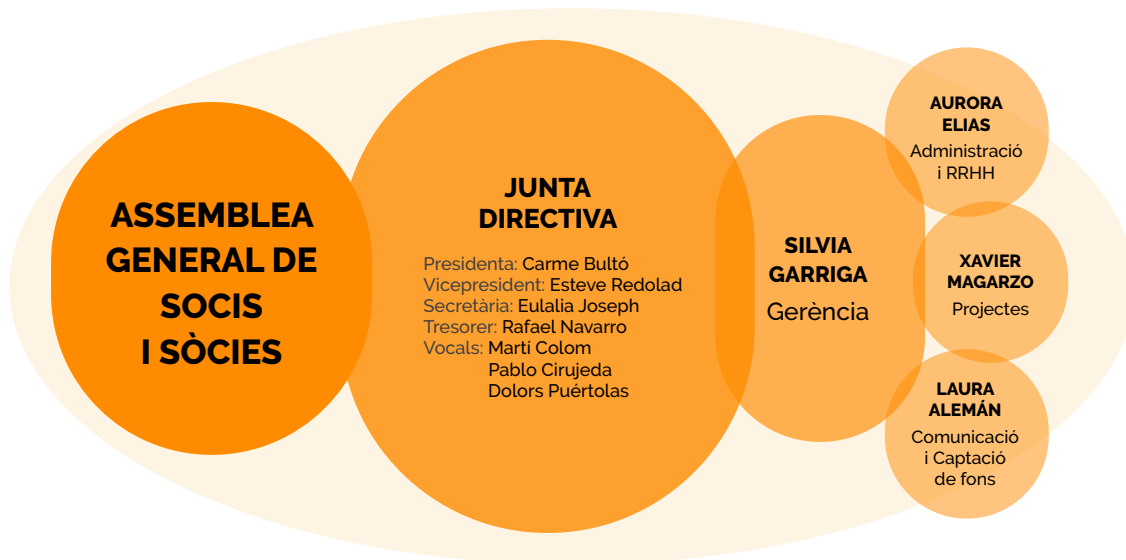 ASSEMBLEA
GENERAL DE
SOCIS
I SÒCIES
JUNTA
DIRECTIVA
Presidenta: Carme Bultó
Vicepresident: Esteve Redolad
Secretària: Eulalia Joseph
Tresorer: Rafael Navarro
Vocals: Martí Colom
Pablo Cirujeda
Dolors Puértolas
SILVIA
GARRIGA
Gerència
AURORA
ELIAS
Administració
i RRHH
XAVIER
MAGARZO
Projectes
LAURA
ALEMÁN
Comunicació
i Captació
de fons